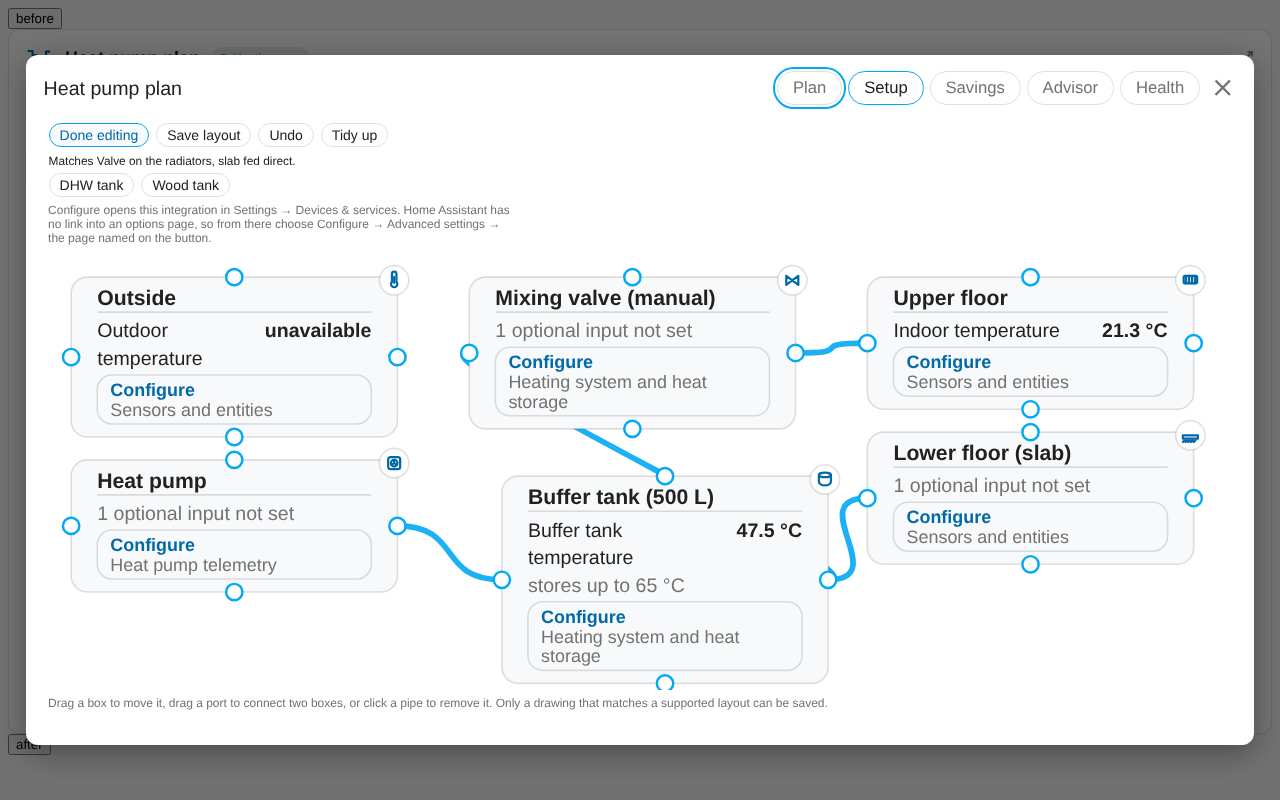 before
Heat pump plan
Plan
Setup
Savings
Advisor
Health
Done editing
Save layout
Undo
Tidy up
Matches Valve on the radiators, slab fed direct.
DHW tank
Wood tank
Configure opens this integration in Settings → Devices & services. Home Assistant has
no link into an options page, so from there choose Configure → Advanced settings →
the page named on the button.
Outside
Outdoor temperature
unavailable
Configure
Sensors and entities
Mixing valve (manual)
1 optional input not set
Configure
Heating system and heat
storage
Upper floor
Indoor temperature 21.3 °C
Configure
Sensors and entities
Heat pump
1 optional input not set
Configure
Heat pump telemetry
Buffer tank (500 L)
Buffer tank temperature
47.5 °C
stores up to 65 °C
Configure
Heating system and heat
storage
Lower floor (slab)
1 optional input not set
Configure
Sensors and entities
Drag a box to move it, drag a port to connect two boxes, or click a pipe to remove it. Only a drawing that matches a supported layout can be saved.
after